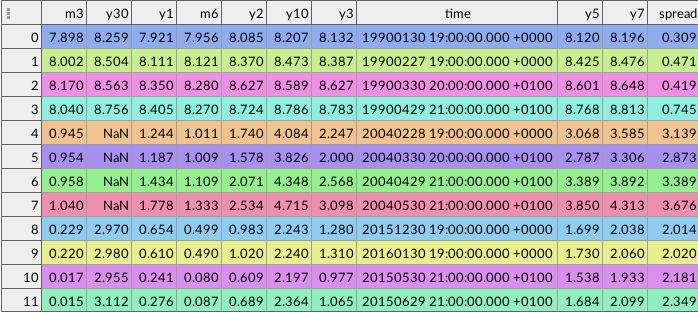 m3 y30 y1 m6 y2 y10 y3 time y5 y7 spread
0 7.898 8.259 7.921 7.956 8.085 8.207 8.132 19900130 19:00:00.000 +0000 8.120 8.196 0.309
1 8.002 8.504 8.111 8.121 8.370 8.473 8.387 19900227 19:00:00.000 +0000 8.425 8.476 0.471
2 8.170 8.563 8.350 8.280 8.627 8.589 8.627 19900330 20:00:00.000 +0100 8.601 8.648 0.419
3 8.040 8.756 8.405 8.270 8.724 8.786 8.783 19900429 21:00:00.000 +0100 8.768 8.813 0.745
4 0.945 NaN 1.244 1.011 1.740 4.084 2.247 20040228 19:00:00.000 +0000 3.068 3.585 3.139
5 0.954 NaN 1.187 1.009 1.578 3.826 2.000 20040330 20:00:00.000 +0100 2.787 3.306 2.873
6 0.958 NaN 1.434 1.109 2.071 4.348 2.568 20040429 21:00:00.000 +0100 3.389 3.892 3.389
7 1.040 NaN 1.778 1.333 2.534 4.715 3.098 20040530 21:00:00.000 +0100 3.850 4.313 3.676
8 0.229 2.970 0.654 0.499 0.983 2.243 1.280 20151230 19:00:00.000 +0000 1.699 2.038 2.014
9 0.220 2.980 0.610 0.490 1.020 2.240 1.310 20160130 19:00:00.000 +0000 1.730 2.060 2.020
10 0.017 2.955 0.241 0.080 0.609 2.197 0.977 20150530 21:00:00.000 +0100 1.538 1.933 2.181
11 0.015 3.112 0.276 0.087 0.689 2.364 1.065 20150629 21:00:00.000 +0100 1.684 2.099 2.349